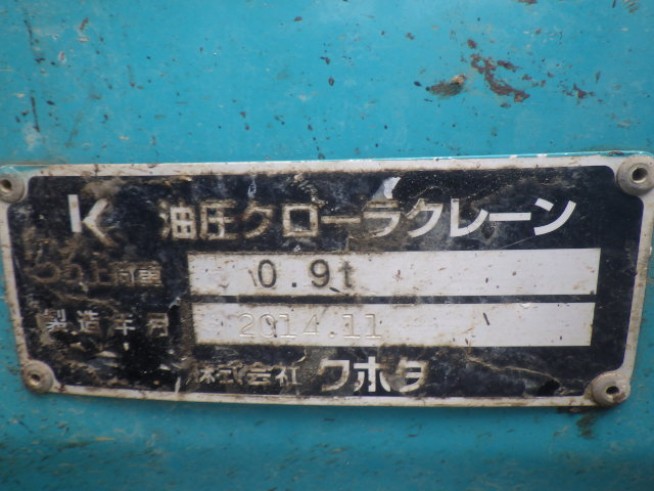 K 油圧クローラクレーン
つり上荷重 0.9t
製造年月 2014.11
株式会社 クボタ